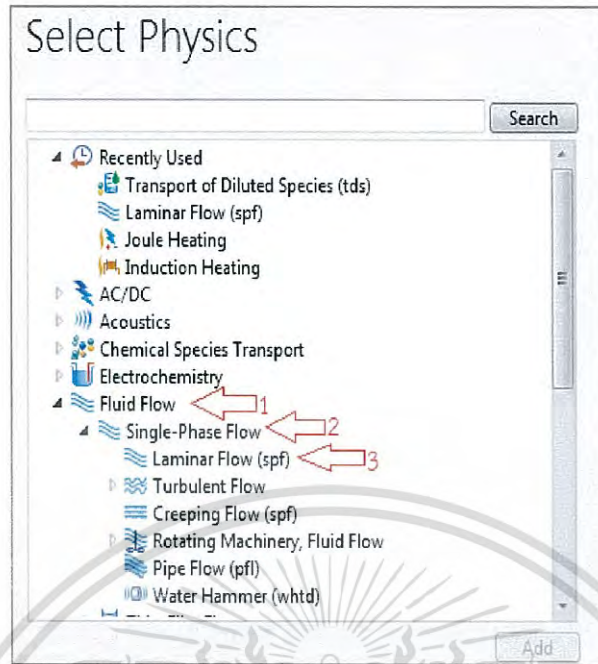 Select Physics
Search
Recently Used
Transport of Diluted Species (tds)
Laminar Flow (spf)
Joule Heating
Induction Heating
AC/DC
Acoustics
Chemical Species Transport
Electrochemistry
Fluid Flow 1
Single-Phase Flow 2
Laminar Flow (spf) 3
Turbulent Flow
Creeping Flow (spf)
Rotating Machinery, Fluid Flow
Pipe Flow (pfl)
Water Hammer (whtd)
Add